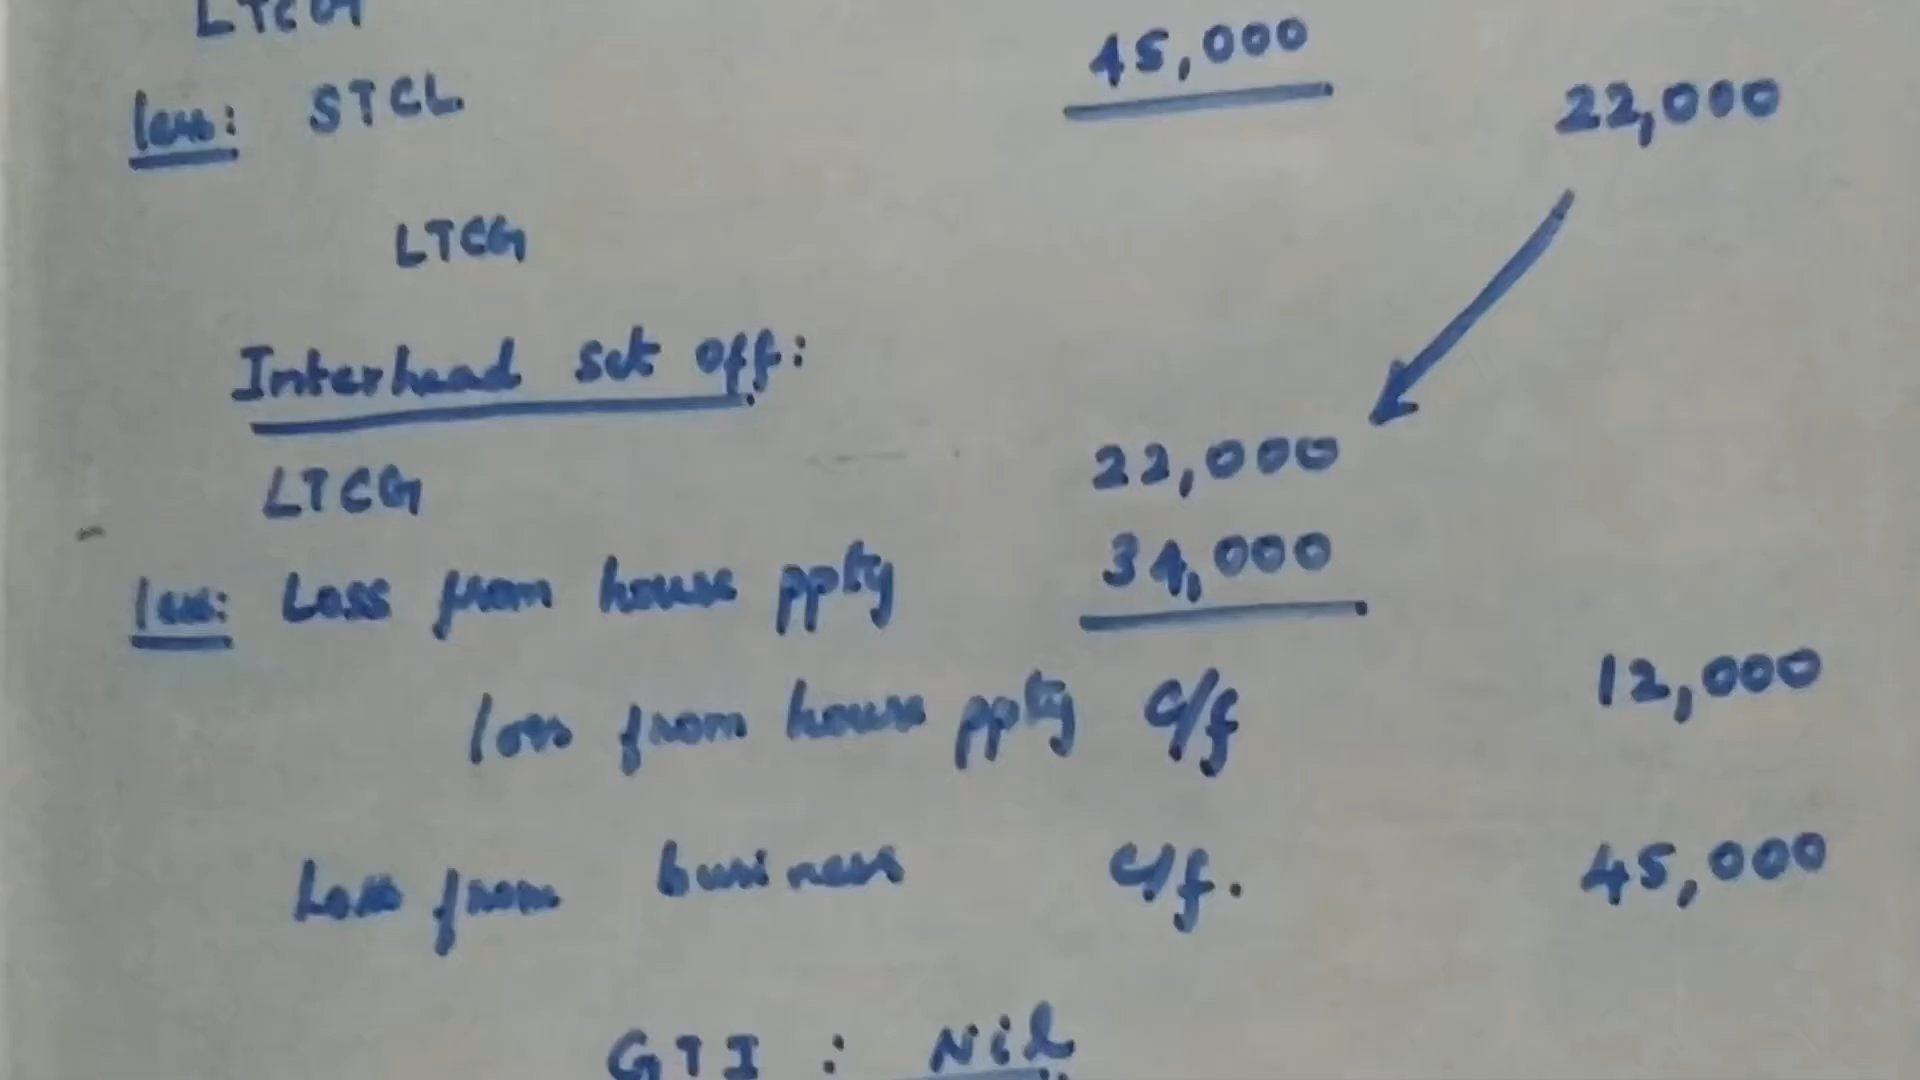 LTCG
less: STCL 45,000 22,000
LTCG
Interhead set off:
LTCG 22,000
less: Loss from house ppty 34,000
loss from house ppty c/f 12,000
Loss from business c/f. 45,000
GTI : Nil